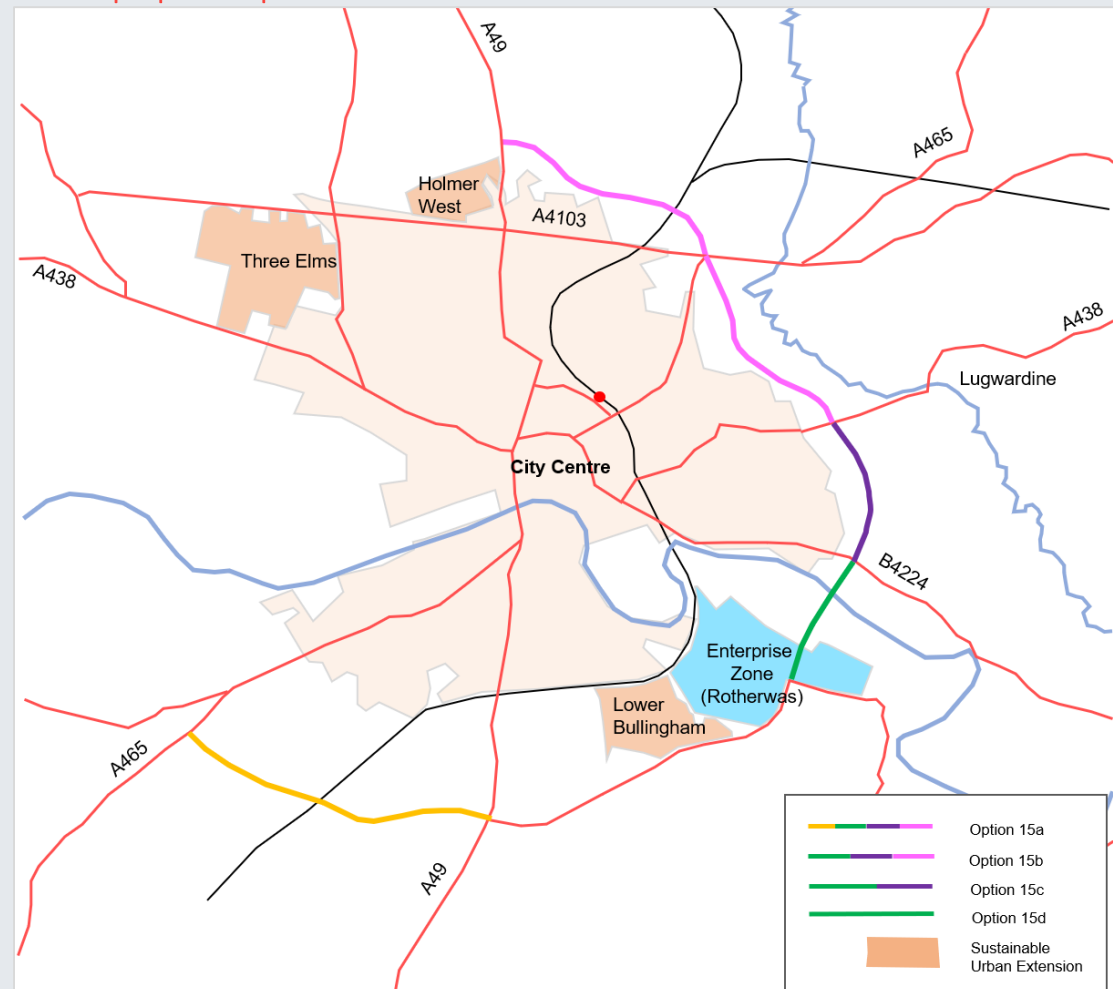 A49
A465
Holmer
West
A4103
Three Elms
A438
A438
Lugwardine
City Centre
B4224
Enterprise
Zone
(Rotherwas)
Lower
Bullingham
A465
A49
Option 15a
Option 15b
Option 15c
Option 15d
Sustainable
Urban Extension